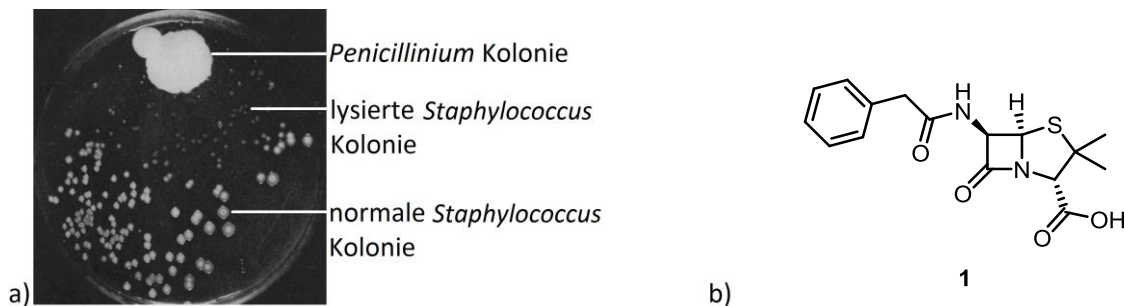 Penicillinium Kolonie
lysierte Staphylococcus
Kolonie
normale Staphylococcus
Kolonie
a)
H
N
H
S
O
N
O
O
OH
1
b)